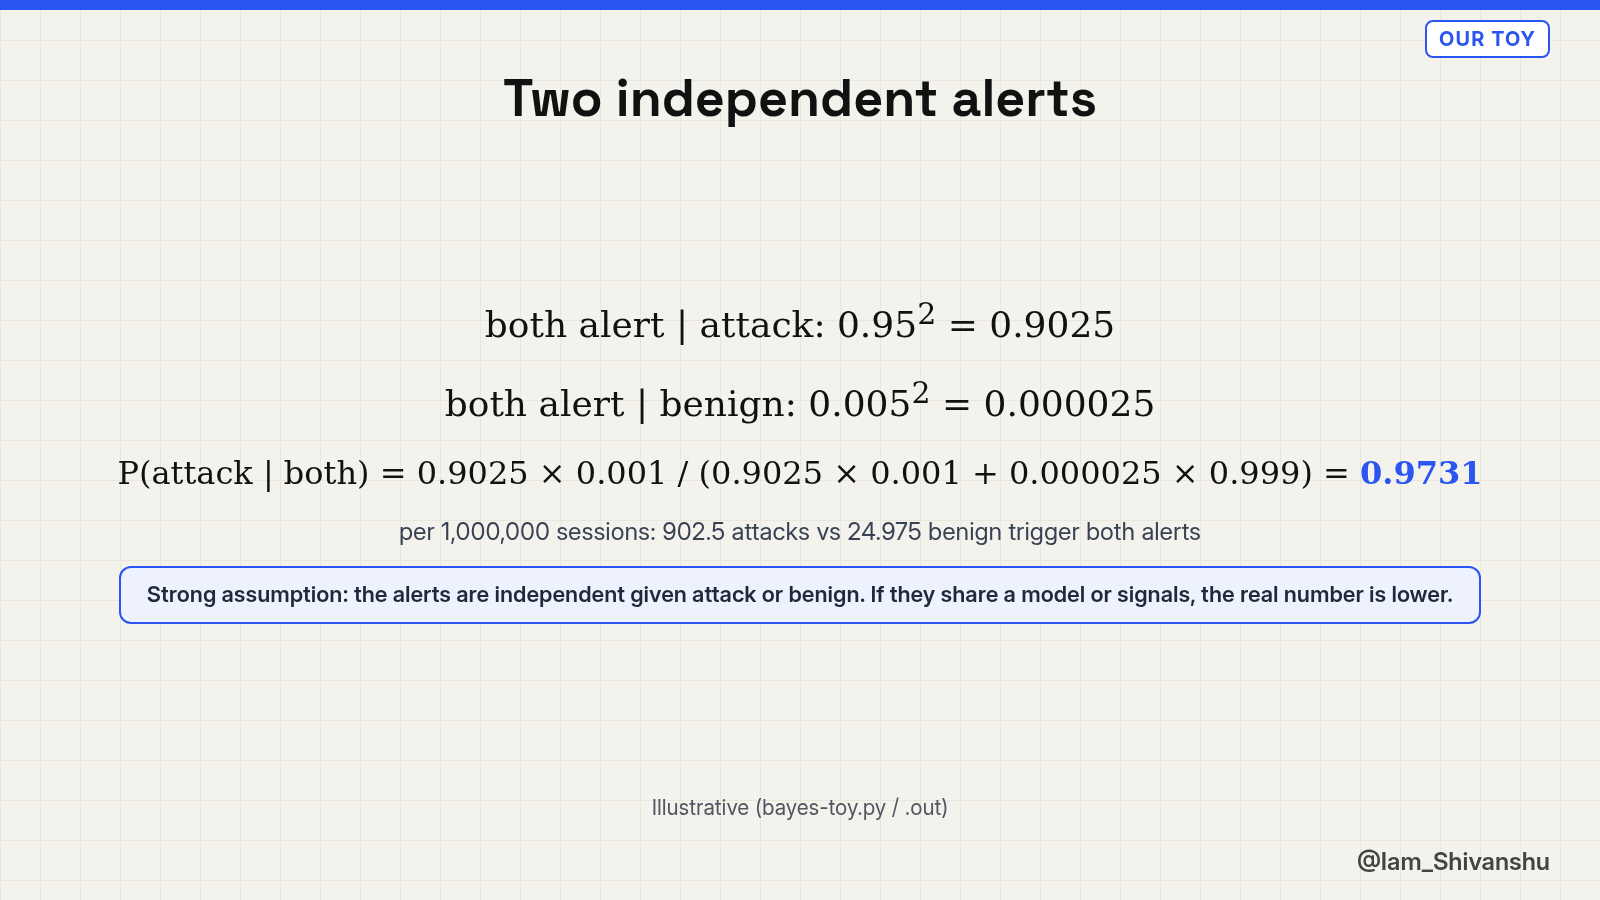 OUR TOY
Two independent alerts
both alert | attack: 0.95² = 0.9025
both alert | benign: 0.005² = 0.000025
P(attack | both) = 0.9025 × 0.001 / (0.9025 × 0.001 + 0.000025 × 0.999) = 0.9731
per 1,000,000 sessions: 902.5 attacks vs 24.975 benign trigger both alerts
Strong assumption: the alerts are independent given attack or benign. If they share a model or signals, the real number is lower.
Illustrative (bayes-toy.py / .out)
@Iam_Shivanshu